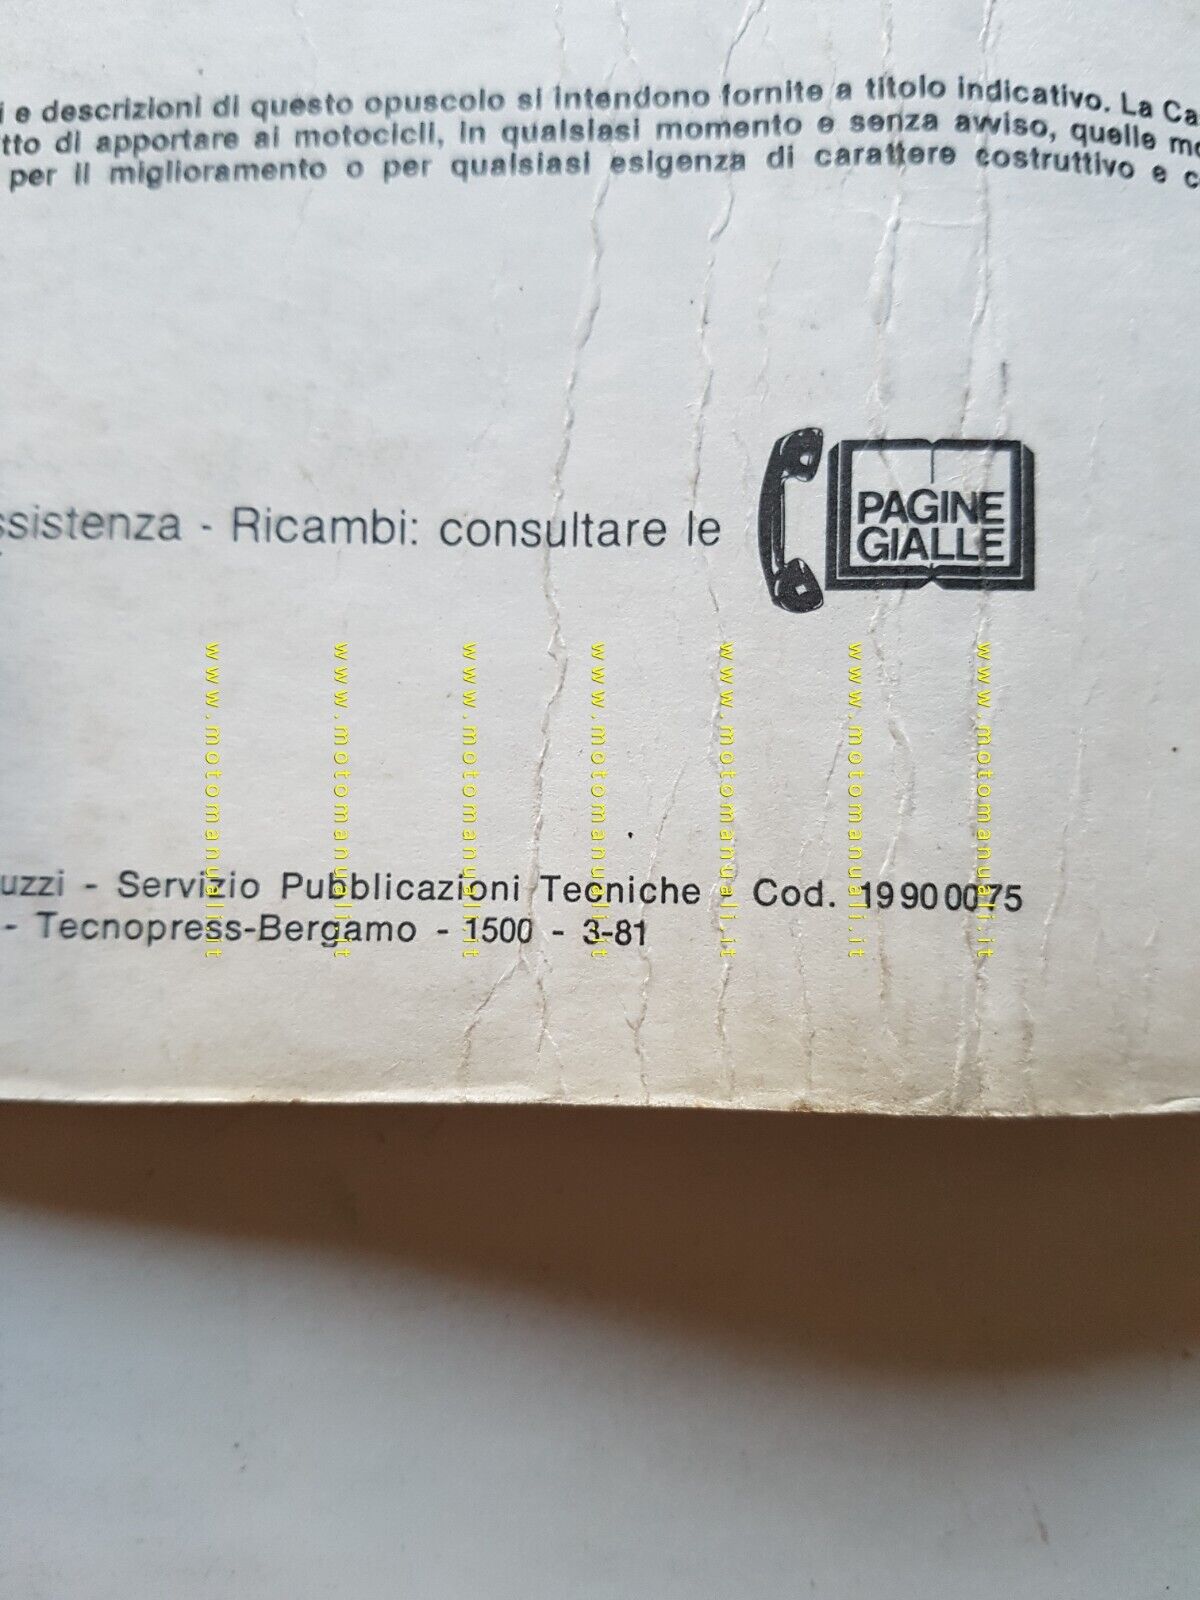 i e descrizioni di questo opuscolo si intendono fornite a titolo indicativo. La Ca
tto di apportare ai motocicli, in qualsiasi momento e senza avviso, quelle mo
per il miglioramento o per qualsiasi esigenza di carattere costruttivo e c
ssistenza - Ricambi: consultare le
PAGINE
GIALLE
www.motomanuali.it
www.motomanuali.it
www.motomanuali.it
www.motomanuali.it
www.motomanuali.it
www.motomanuali.it
www.motomanuali.it
uzzi - Servizio Pubblicazioni Tecniche - Cod. 19900075
- Tecnopress-Bergamo - 1500 - 3-81